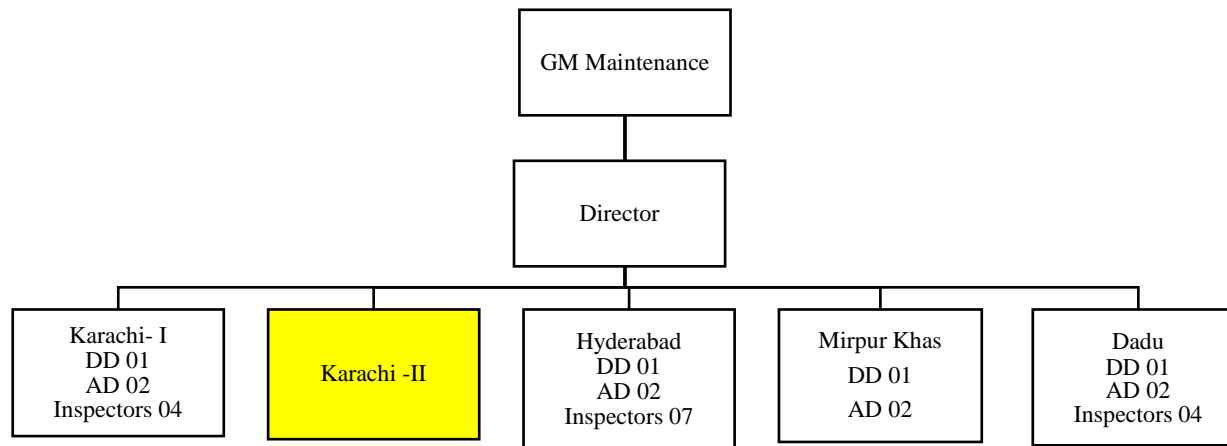 GM Maintenance
Director
Karachi- I
DD 01
AD 02
Inspectors 04
Karachi -II
Hyderabad
DD 01
AD 02
Inspectors 07
Mirpur Khas
DD 01
AD 02
Dadu
DD 01
AD 02
Inspectors 04